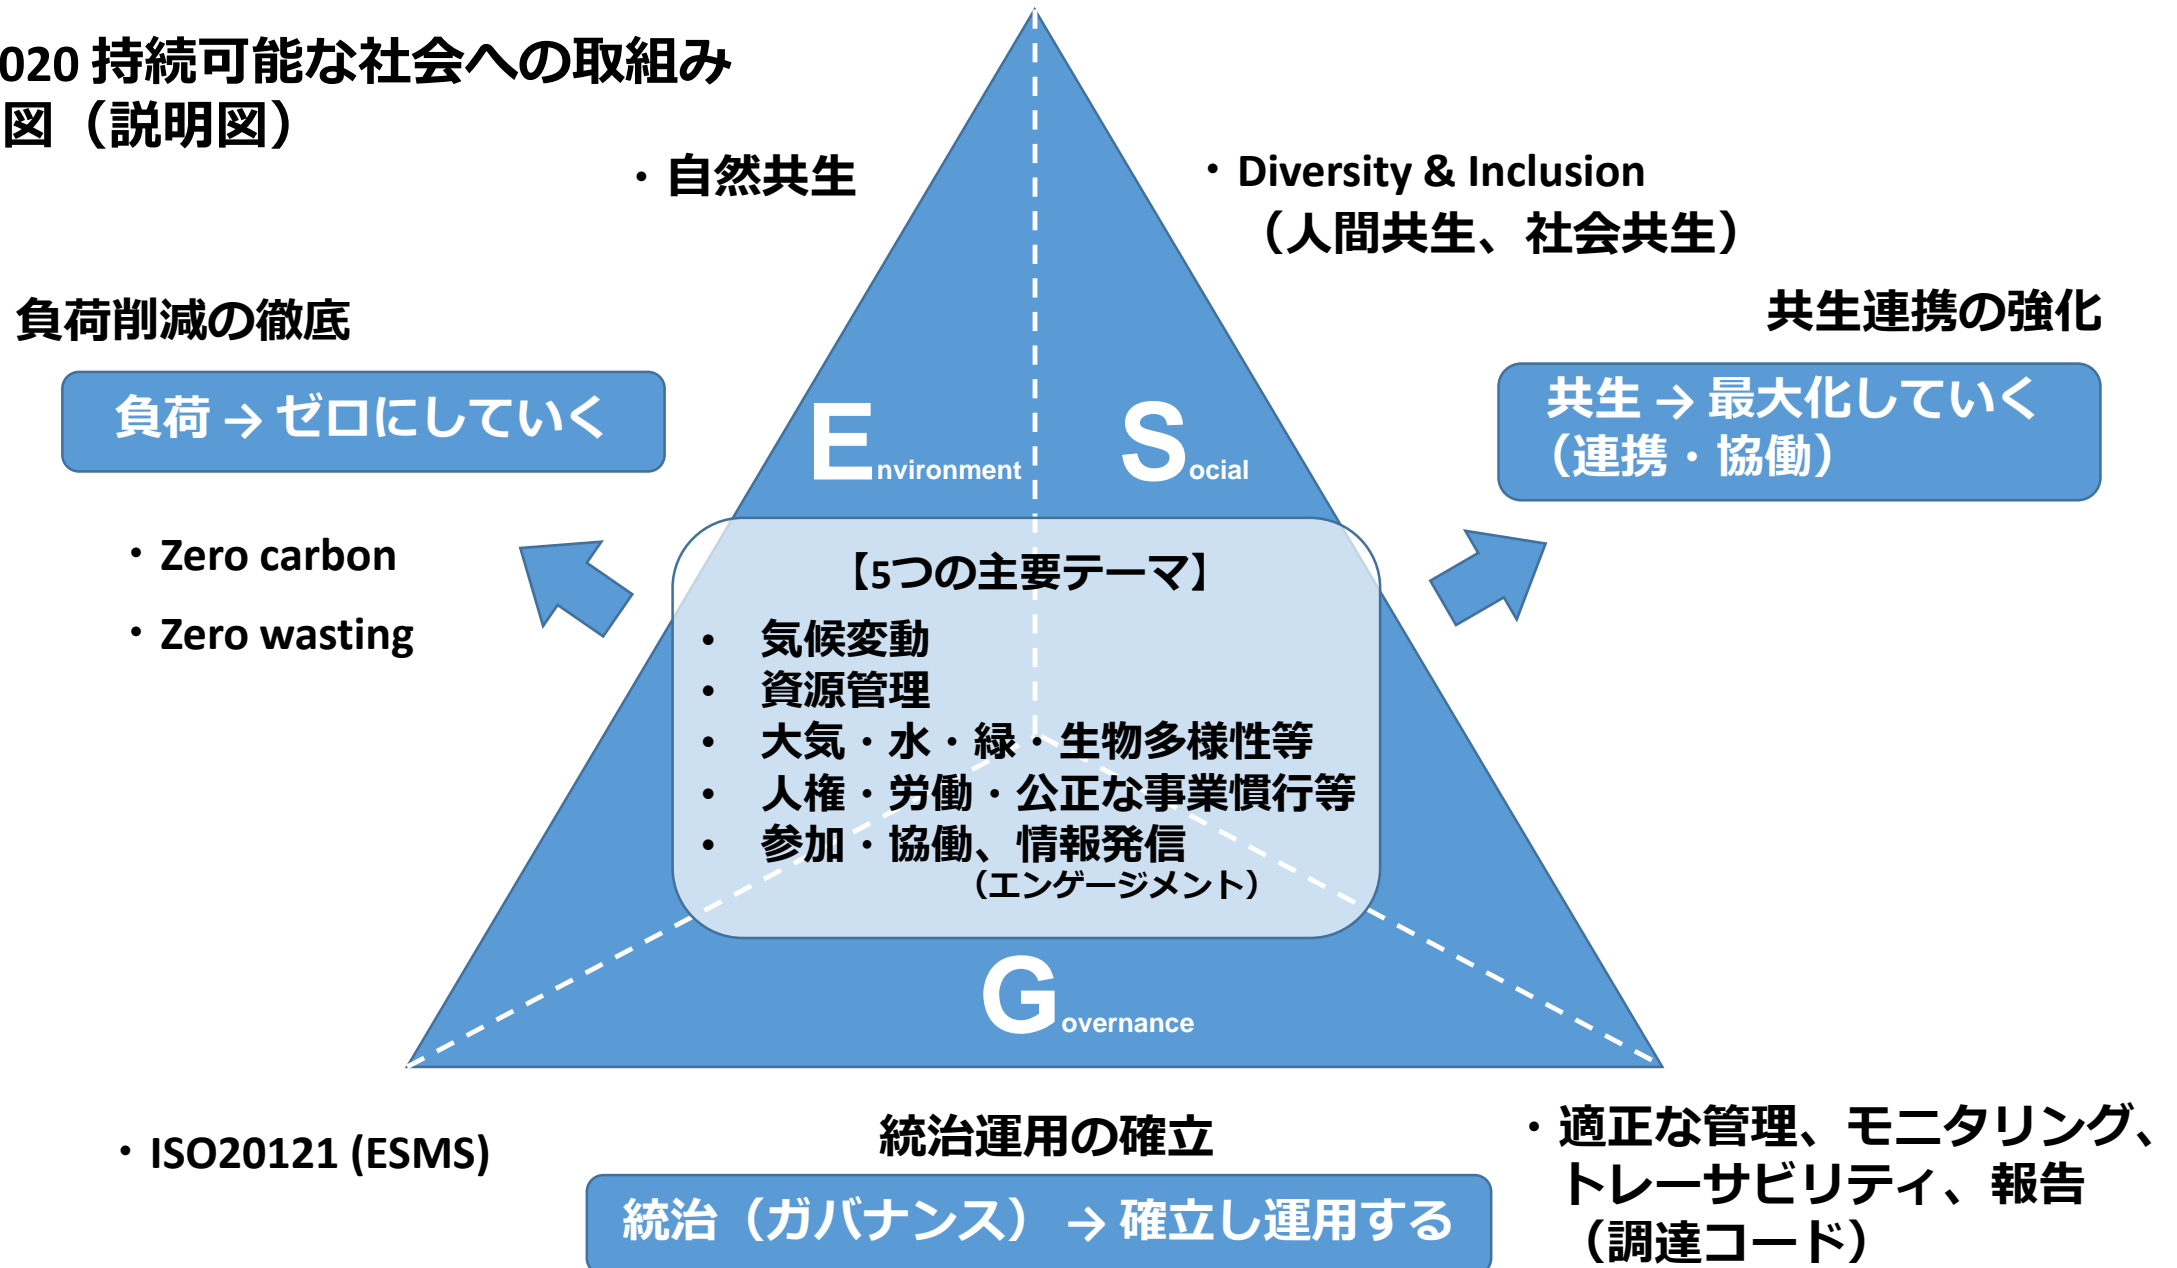 020 持続可能な社会への取組み
図（説明図）
・自然共生
・Diversity & Inclusion
（人間共生、社会共生）
負荷削減の徹底
共生連携の強化
負荷 → ゼロにしていく
共生 → 最大化していく
（連携・協働）
Environment
Social
・Zero carbon
・Zero wasting
【5つの主要テーマ】
• 気候変動
• 資源管理
• 大気・水・緑・生物多様性等
• 人権・労働・公正な事業慣行等
• 参加・協働、情報発信
（エンゲージメント）
Governance
・ISO20121 (ESMS)
統治運用の確立
統治（ガバナンス） → 確立し運用する
・適正な管理、モニタリング、
トレーサビリティ、報告
（調達コード）